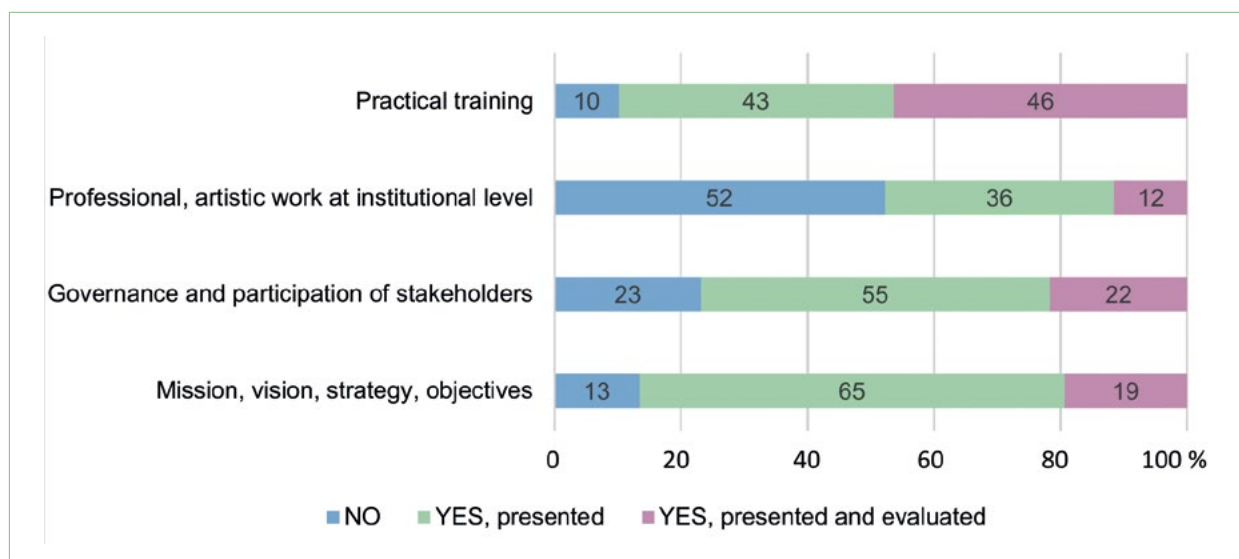 Practical training
10 43 46
Professional, artistic work at institutional level
52 36 12
Governance and participation of stakeholders
23 55 22
Mission, vision, strategy, objectives
13 65 19
0 20 40 60 80 100 %
NO YES, presented YES, presented and evaluated